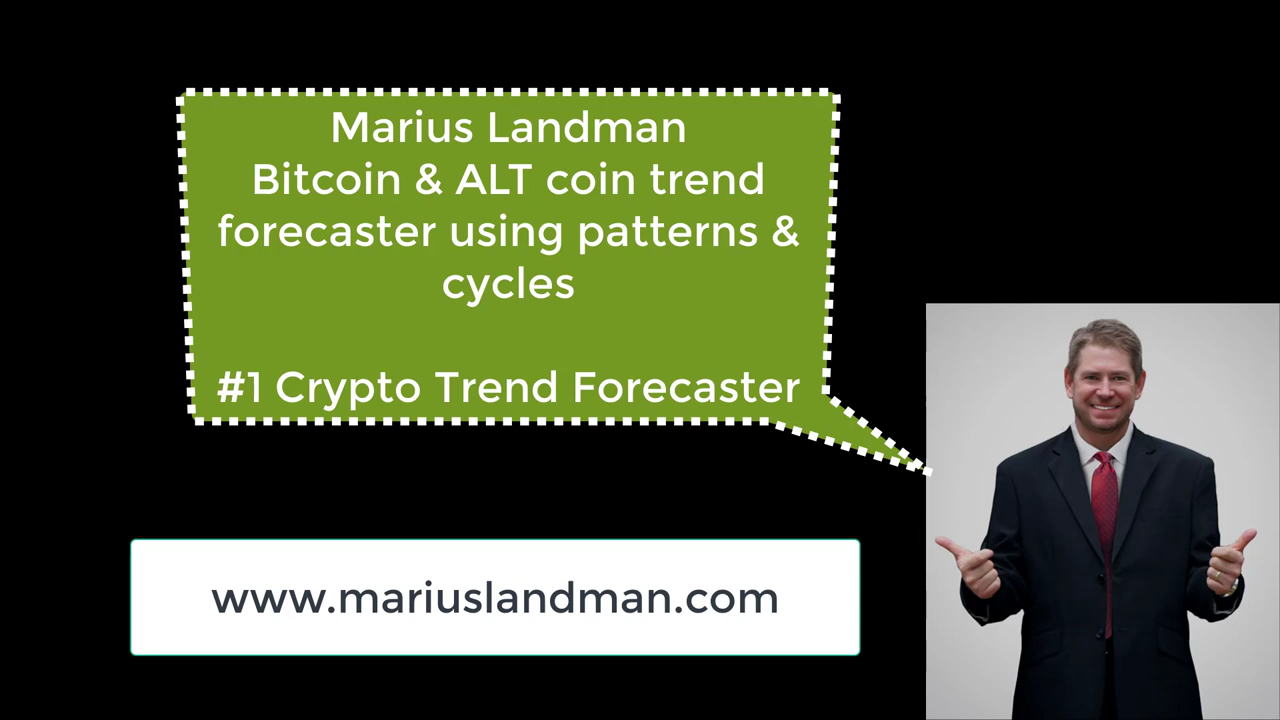 Marius Landman
Bitcoin & ALT coin trend
forecaster using patterns &
cycles
#1 Crypto Trend Forecaster
www.mariuslandman.com